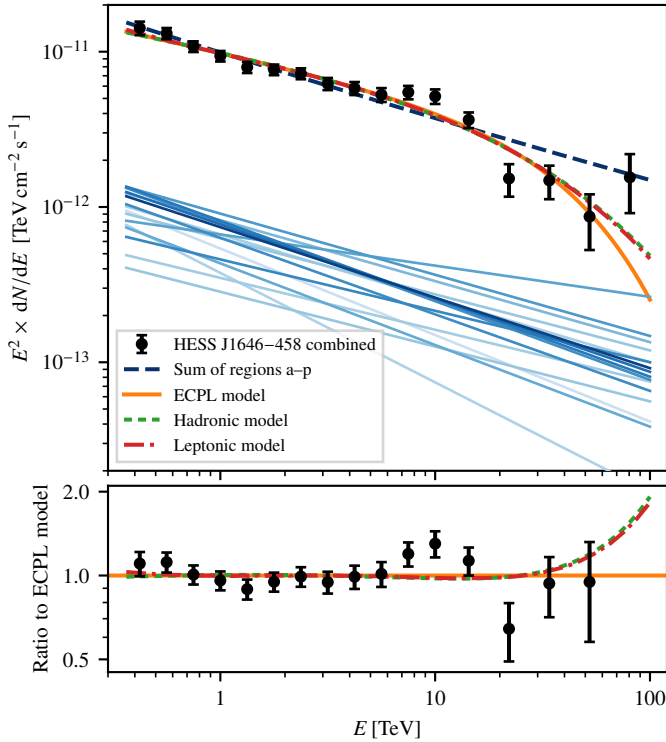 10⁻¹¹
10⁻¹²
10⁻¹³
E² × dN/dE [TeV cm⁻² s⁻¹]
HESS J1646−458 combined
Sum of regions a–p
ECPL model
Hadronic model
Leptonic model
2.0
1.0
0.5
Ratio to ECPL model
1 10 100
E [TeV]